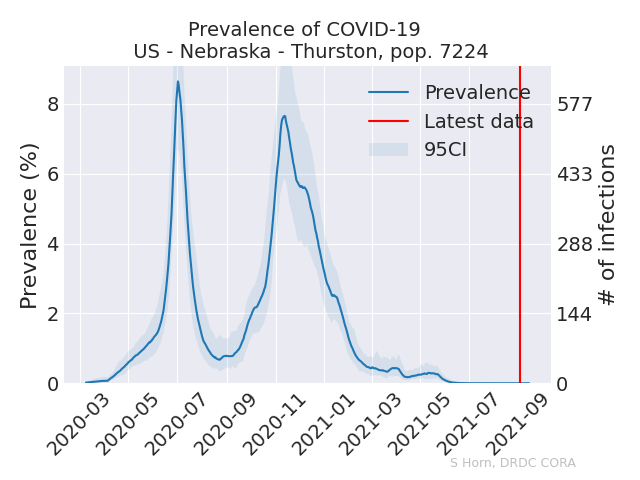 Prevalence of COVID-19
US - Nebraska - Thurston, pop. 7224
Prevalence
Latest data
95CI
Prevalence (%)
8
6
4
2
0
577
433
288
144
0
# of infections
2020-03
2020-05
2020-07
2020-09
2020-11
2021-01
2021-03
2021-05
2021-07
2021-09
S Horn, DRDC CORA